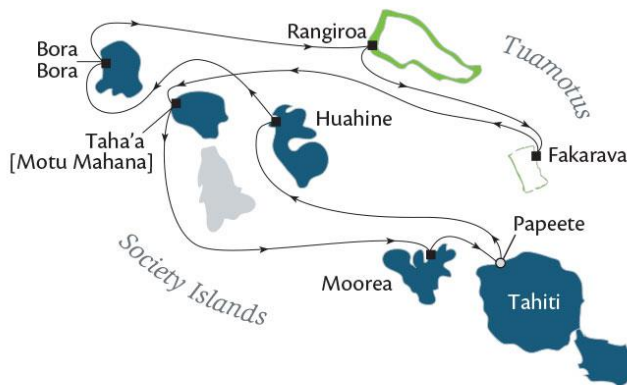 Rangiroa
Tuamotus
Bora
Bora
Huahine
Taha'a
[Motu Mahana]
Fakarava
Papeete
Society Islands
Moorea
Tahiti